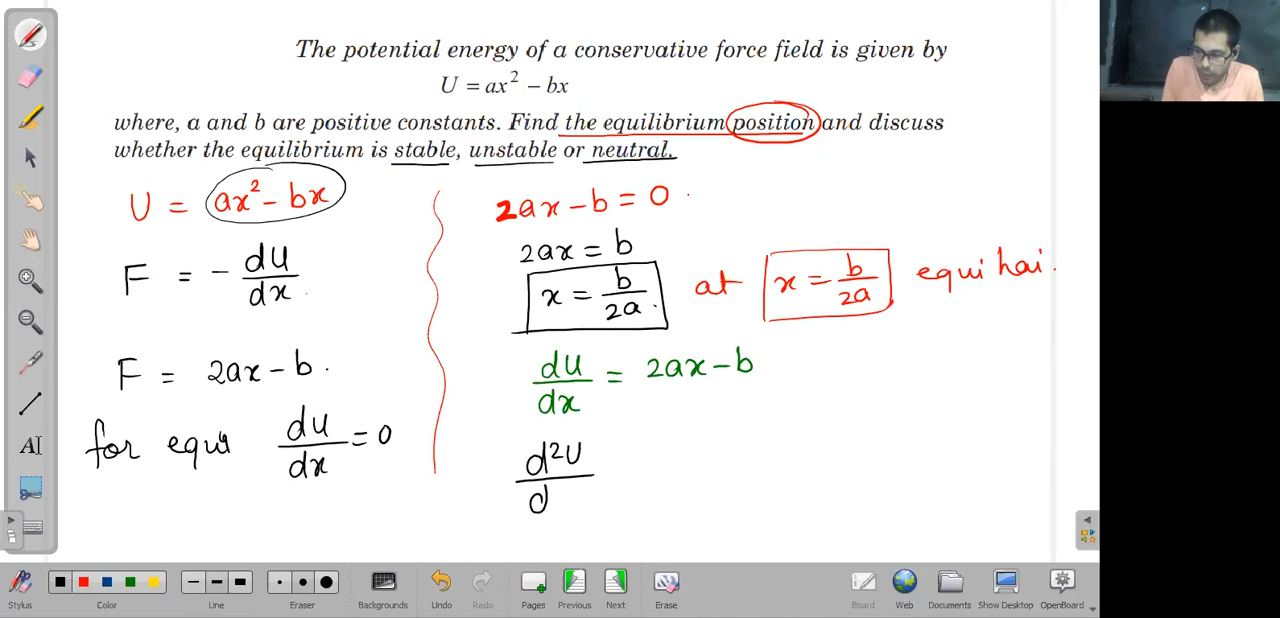 The potential energy of a conservative force field is given by
U = ax² − bx
where, a and b are positive constants. Find the equilibrium position and discuss
whether the equilibrium is stable, unstable or neutral.
U = ax² − bx
F = − dU/dx
F = 2ax − b.
for equi dU/dx = 0
2ax − b = 0
2ax = b
x = b/2a.
at x = b/2a, equi hai.
dU/dx = 2ax − b
d²U/d
Stylus
Color
Line
Eraser
Backgrounds
Undo
Redo
Pages
Previous
Next
Erase
Board
Web
Documents
Show Desktop
OpenBoard